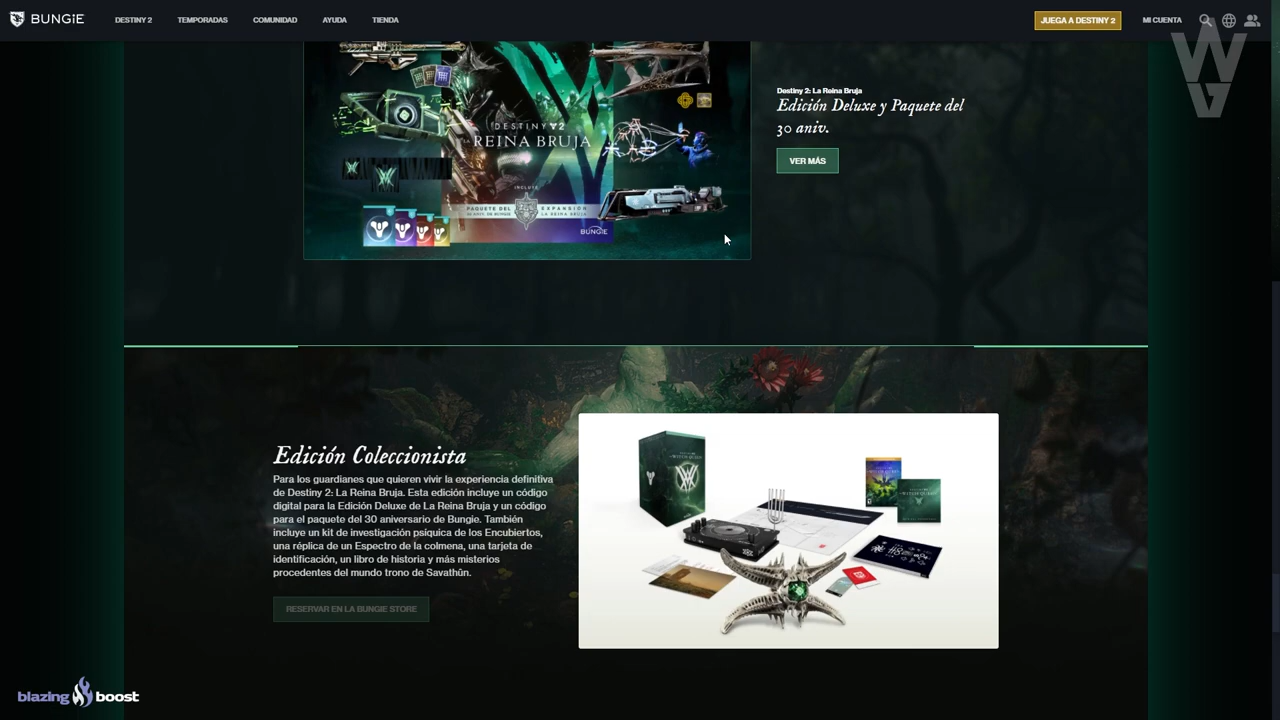 BUNGiE
DESTINY 2
TEMPORADAS
COMUNIDAD
AYUDA
TIENDA
JUEGA A DESTINY 2
MI CUENTA
DESTINY 2
LA REINA BRUJA
INCLUYE
PAQUETE DEL
30 ANIV. DE BUNGIE
EXPANSIÓN
LA REINA BRUJA
BUNGiE
Destiny 2: La Reina Bruja
Edición Deluxe y Paquete del
30 aniv.
VER MÁS
Edición Coleccionista
Para los guardianes que quieren vivir la experiencia definitiva
de Destiny 2: La Reina Bruja. Esta edición incluye un código
digital para la Edición Deluxe de La Reina Bruja y un código
para el paquete del 30 aniversario de Bungie. También
incluye un kit de investigación psíquica de los Encubiertos,
una réplica de un Espectro de la colmena, una tarjeta de
identificación, un libro de historia y más misterios
procedentes del mundo trono de Savathûn.
RESERVAR EN LA BUNGIE STORE
blazing boost